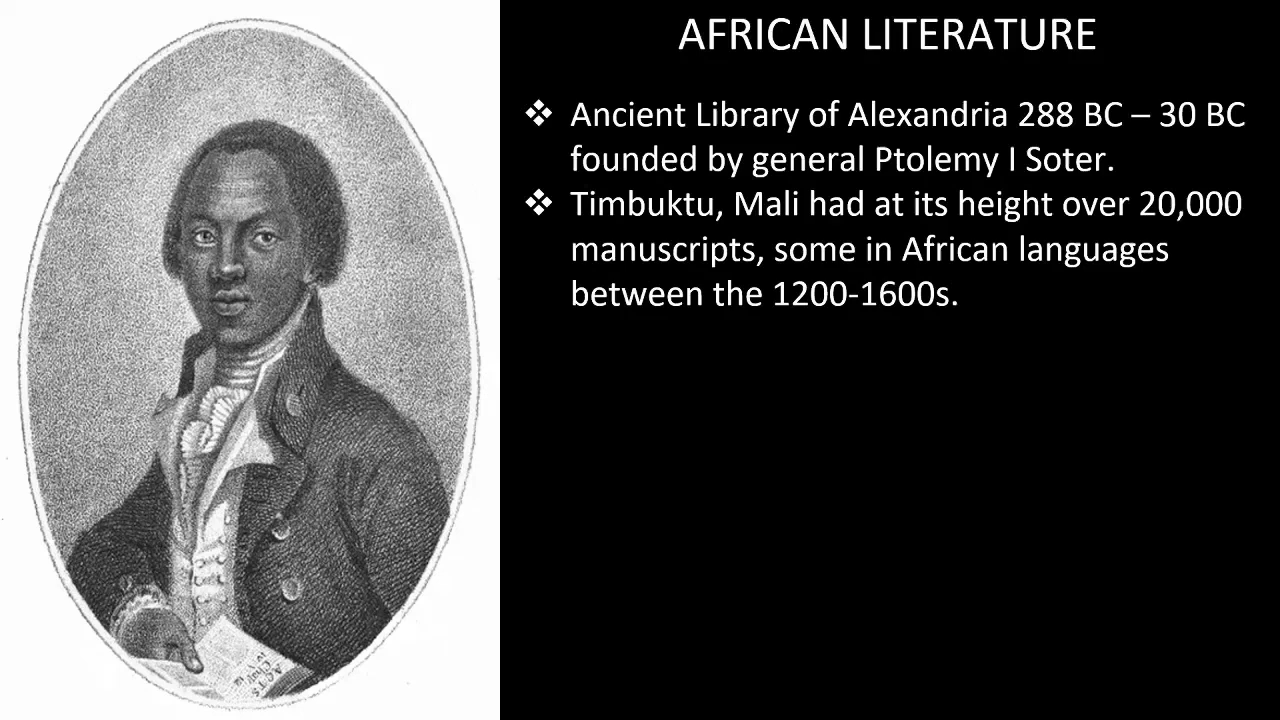 AFRICAN LITERATURE
❖ Ancient Library of Alexandria 288 BC – 30 BC
founded by general Ptolemy I Soter.
❖ Timbuktu, Mali had at its height over 20,000
manuscripts, some in African languages
between the 1200-1600s.
ACTS